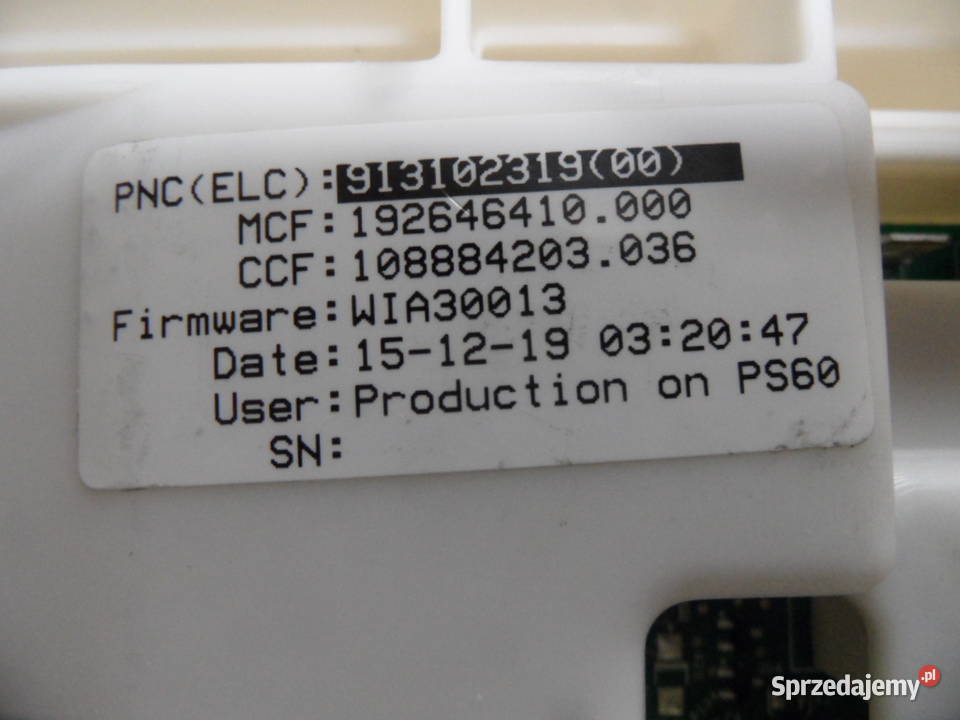 PNC(ELC):913102319(00)
MCF:192646410.000
CCF:108884203.036
Firmware:WIA30013
Date:15-12-19 03:20:47
User:Production on PS60
SN:
Sprzedajemy.pl